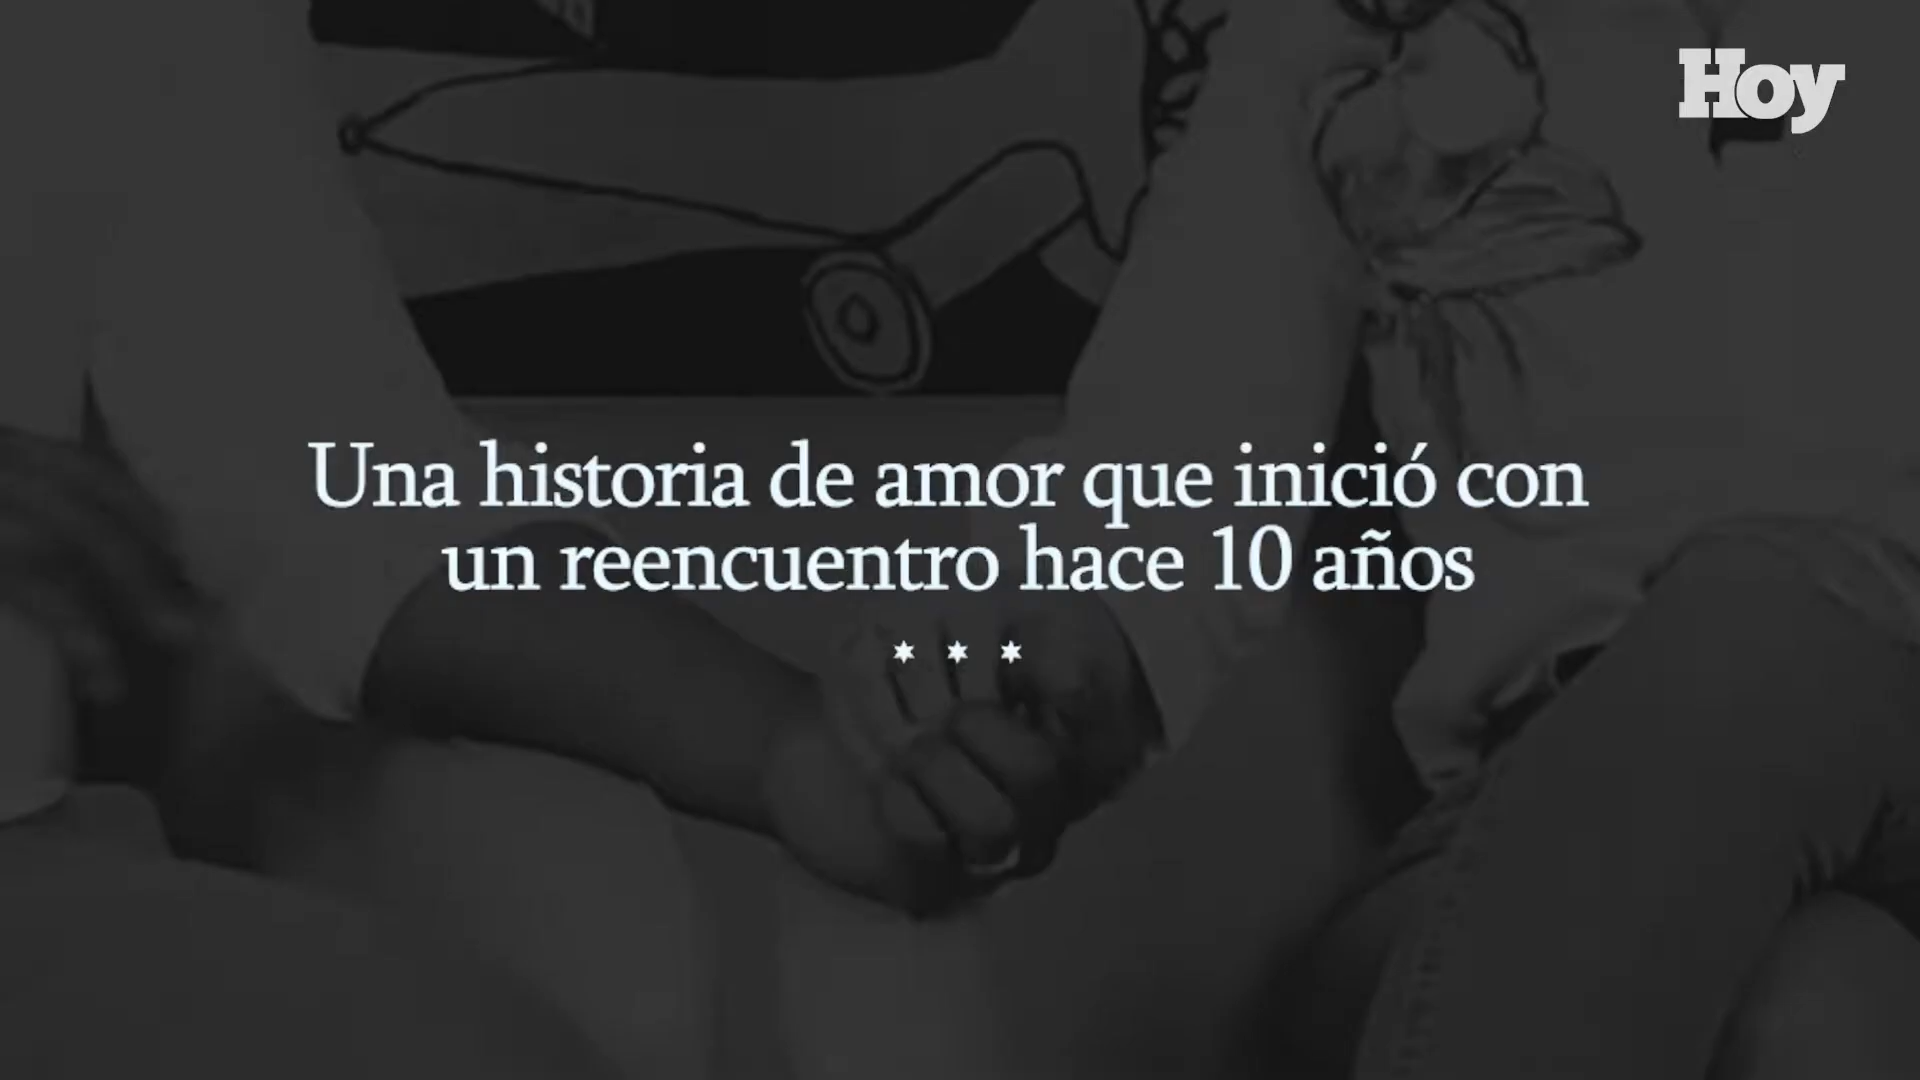 Hoy
Una historia de amor que inició con
un reencuentro hace 10 años
* * *